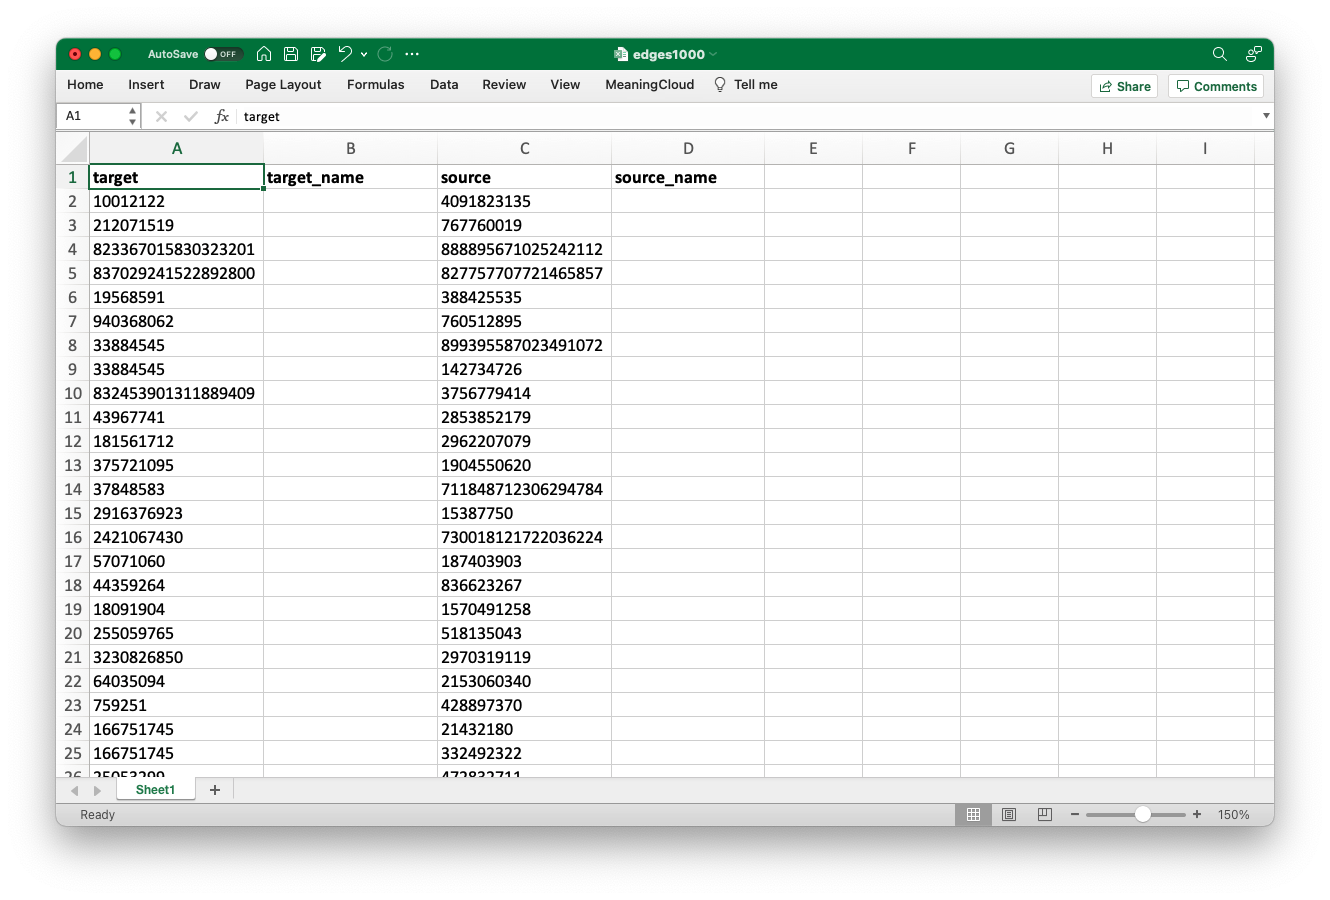 AutoSave OFF edges1000
Home Insert Draw Page Layout Formulas Data Review View MeaningCloud Tell me Share Comments
A1 fx target
A B C D E F G H I
1 target target_name source source_name
2 10012122 4091823135
3 212071519 767760019
4 823367015830323201 888895671025242112
5 837029241522892800 827757707721465857
6 19568591 388425535
7 940368062 760512895
8 33884545 899395587023491072
9 33884545 142734726
10 832453901311889409 3756779414
11 43967741 2853852179
12 181561712 2962207079
13 375721095 1904550620
14 37848583 711848712306294784
15 2916376923 15387750
16 2421067430 730018121722036224
17 57071060 187403903
18 44359264 836623267
19 18091904 1570491258
20 255059765 518135043
21 3230826850 2970319119
22 64035094 2153060340
23 759251 428897370
24 166751745 21432180
25 166751745 332492322
Sheet1 +
Ready 150%